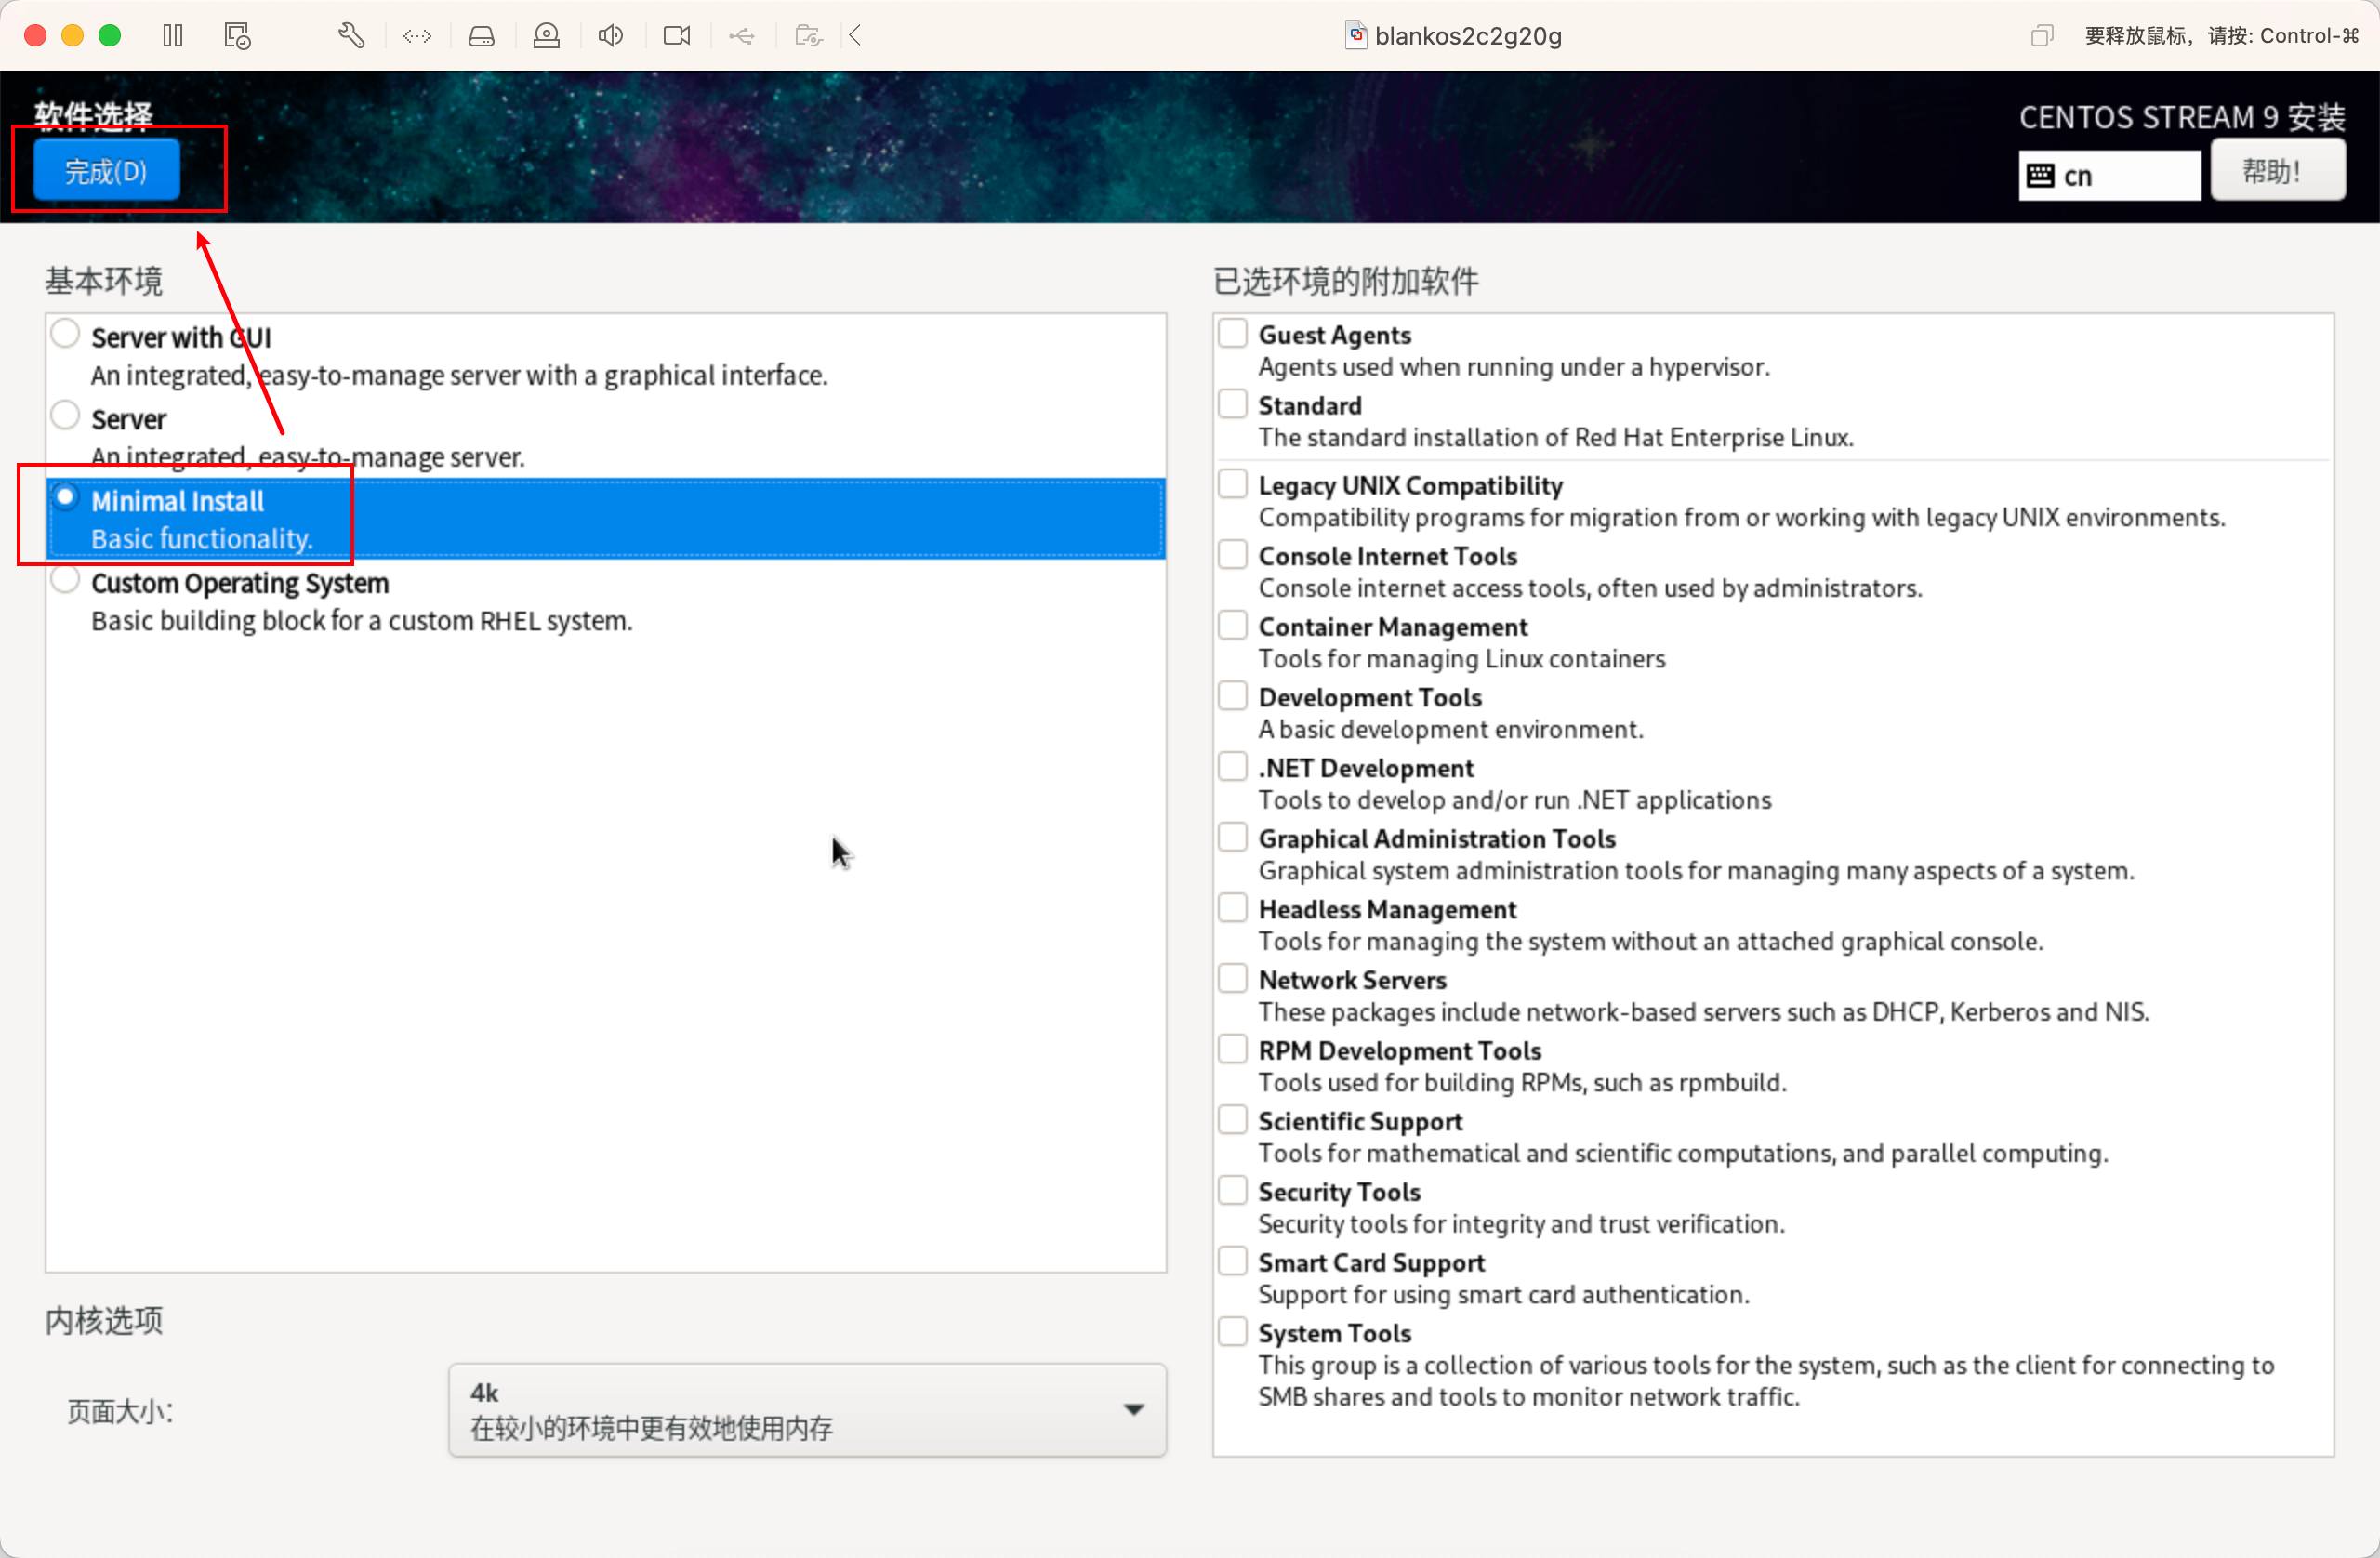 blankos2c2g20g
要释放鼠标，请按: Control-⌘
软件选择
CENTOS STREAM 9 安装
完成(D)
cn
帮助！
基本环境
Server with GUI
An integrated, easy-to-manage server with a graphical interface.
Server
An integrated, easy-to-manage server.
Minimal Install
Basic functionality.
Custom Operating System
Basic building block for a custom RHEL system.
内核选项
页面大小：
4k
在较小的环境中更有效地使用内存
已选环境的附加软件
Guest Agents
Agents used when running under a hypervisor.
Standard
The standard installation of Red Hat Enterprise Linux.
Legacy UNIX Compatibility
Compatibility programs for migration from or working with legacy UNIX environments.
Console Internet Tools
Console internet access tools, often used by administrators.
Container Management
Tools for managing Linux containers
Development Tools
A basic development environment.
.NET Development
Tools to develop and/or run .NET applications
Graphical Administration Tools
Graphical system administration tools for managing many aspects of a system.
Headless Management
Tools for managing the system without an attached graphical console.
Network Servers
These packages include network-based servers such as DHCP, Kerberos and NIS.
RPM Development Tools
Tools used for building RPMs, such as rpmbuild.
Scientific Support
Tools for mathematical and scientific computations, and parallel computing.
Security Tools
Security tools for integrity and trust verification.
Smart Card Support
Support for using smart card authentication.
System Tools
This group is a collection of various tools for the system, such as the client for connecting to
SMB shares and tools to monitor network traffic.